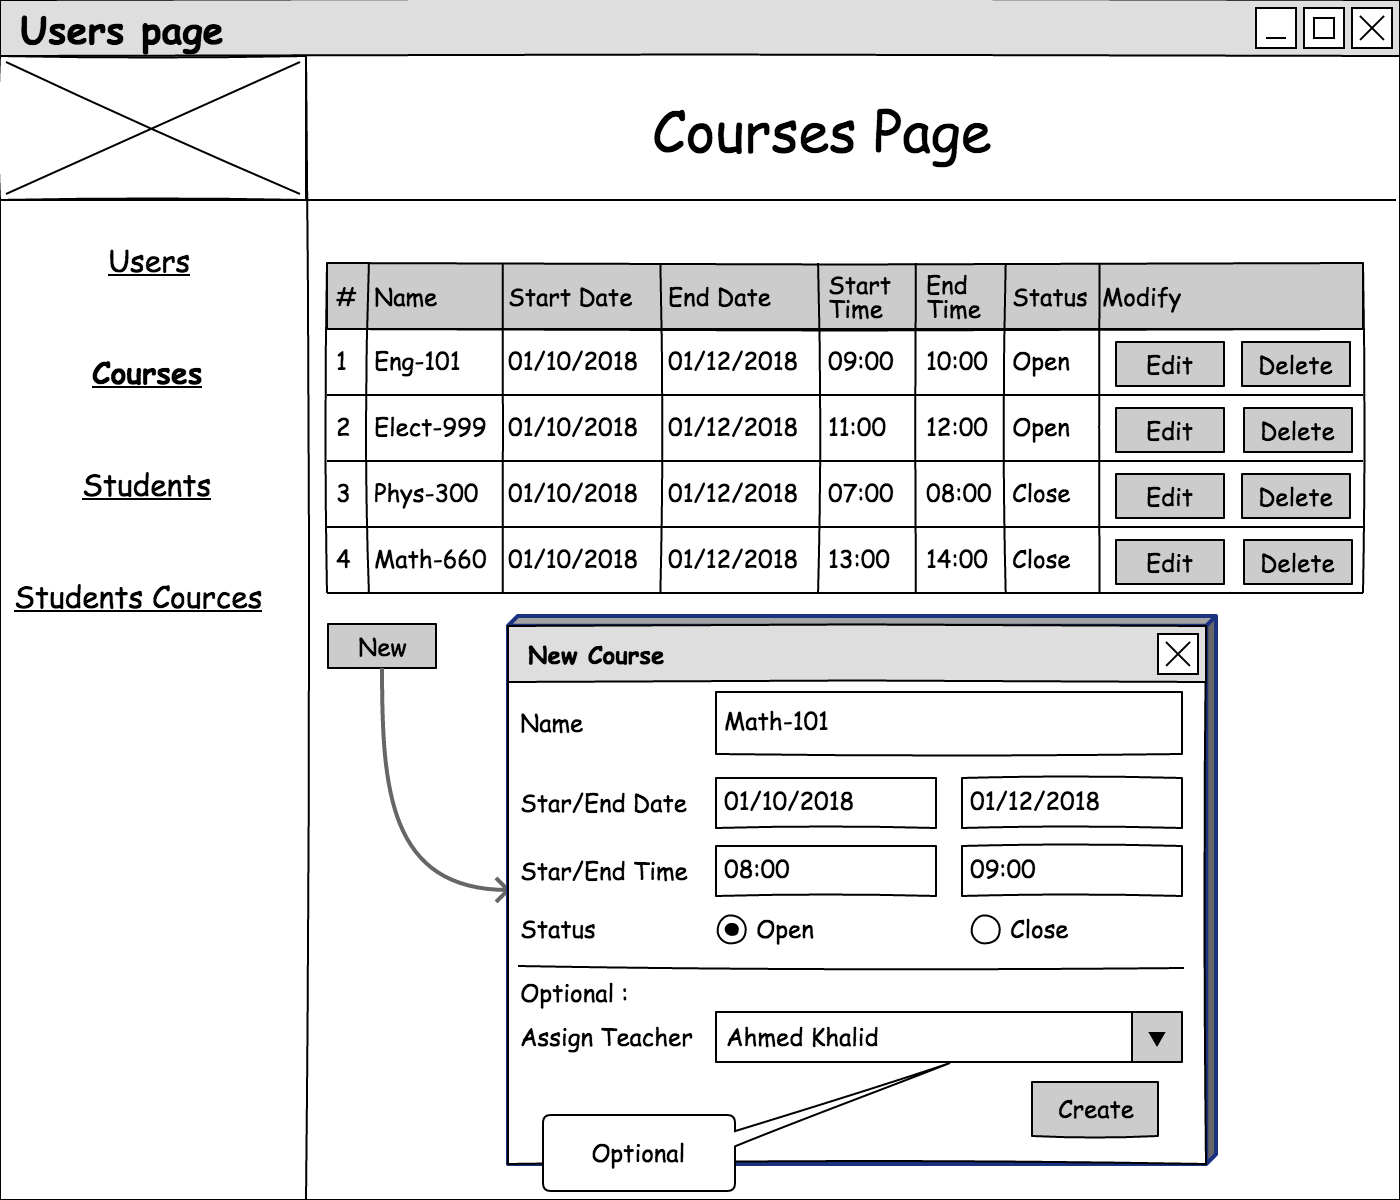 Users page
Courses Page
Users
Courses
Students
Students Cources
# Name Start Date End Date Start Time End Time Status Modify
1 Eng-101 01/10/2018 01/12/2018 09:00 10:00 Open Edit Delete
2 Elect-999 01/10/2018 01/12/2018 11:00 12:00 Open Edit Delete
3 Phys-300 01/10/2018 01/12/2018 07:00 08:00 Close Edit Delete
4 Math-660 01/10/2018 01/12/2018 13:00 14:00 Close Edit Delete
New
New Course
Name Math-101
Star/End Date 01/10/2018 01/12/2018
Star/End Time 08:00 09:00
Status Open Close
Optional :
Assign Teacher Ahmed Khalid
Create
Optional